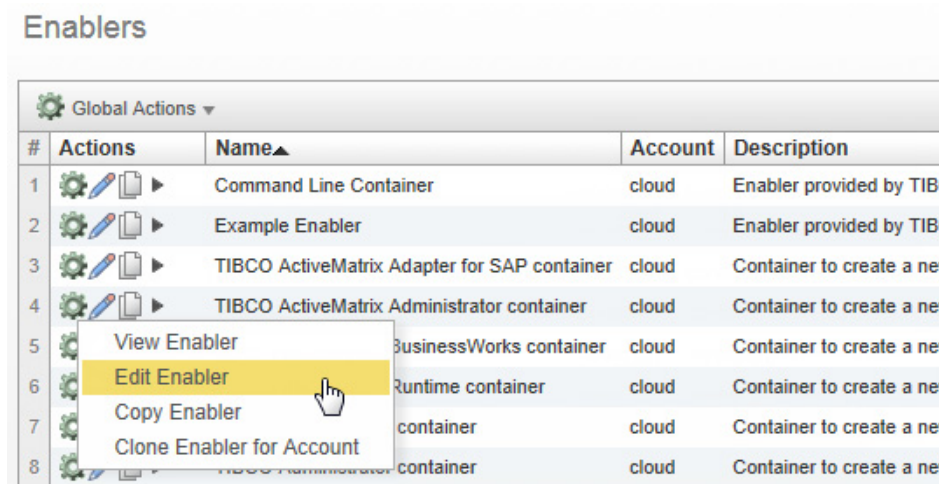 Enablers
Global Actions
# Actions Name Account Description
1 Command Line Container cloud Enabler provided by TIB
2 Example Enabler cloud Enabler provided by TIB
3 TIBCO ActiveMatrix Adapter for SAP container cloud Container to create a ne
4 TIBCO ActiveMatrix Administrator container cloud Container to create a ne
View Enabler
5 BusinessWorks container cloud Container to create a ne
Edit Enabler
6 Runtime container cloud Container to create a ne
Copy Enabler
7 container cloud Container to create a ne
Clone Enabler for Account
8 TIBCO Administrator container cloud Container to create a ne